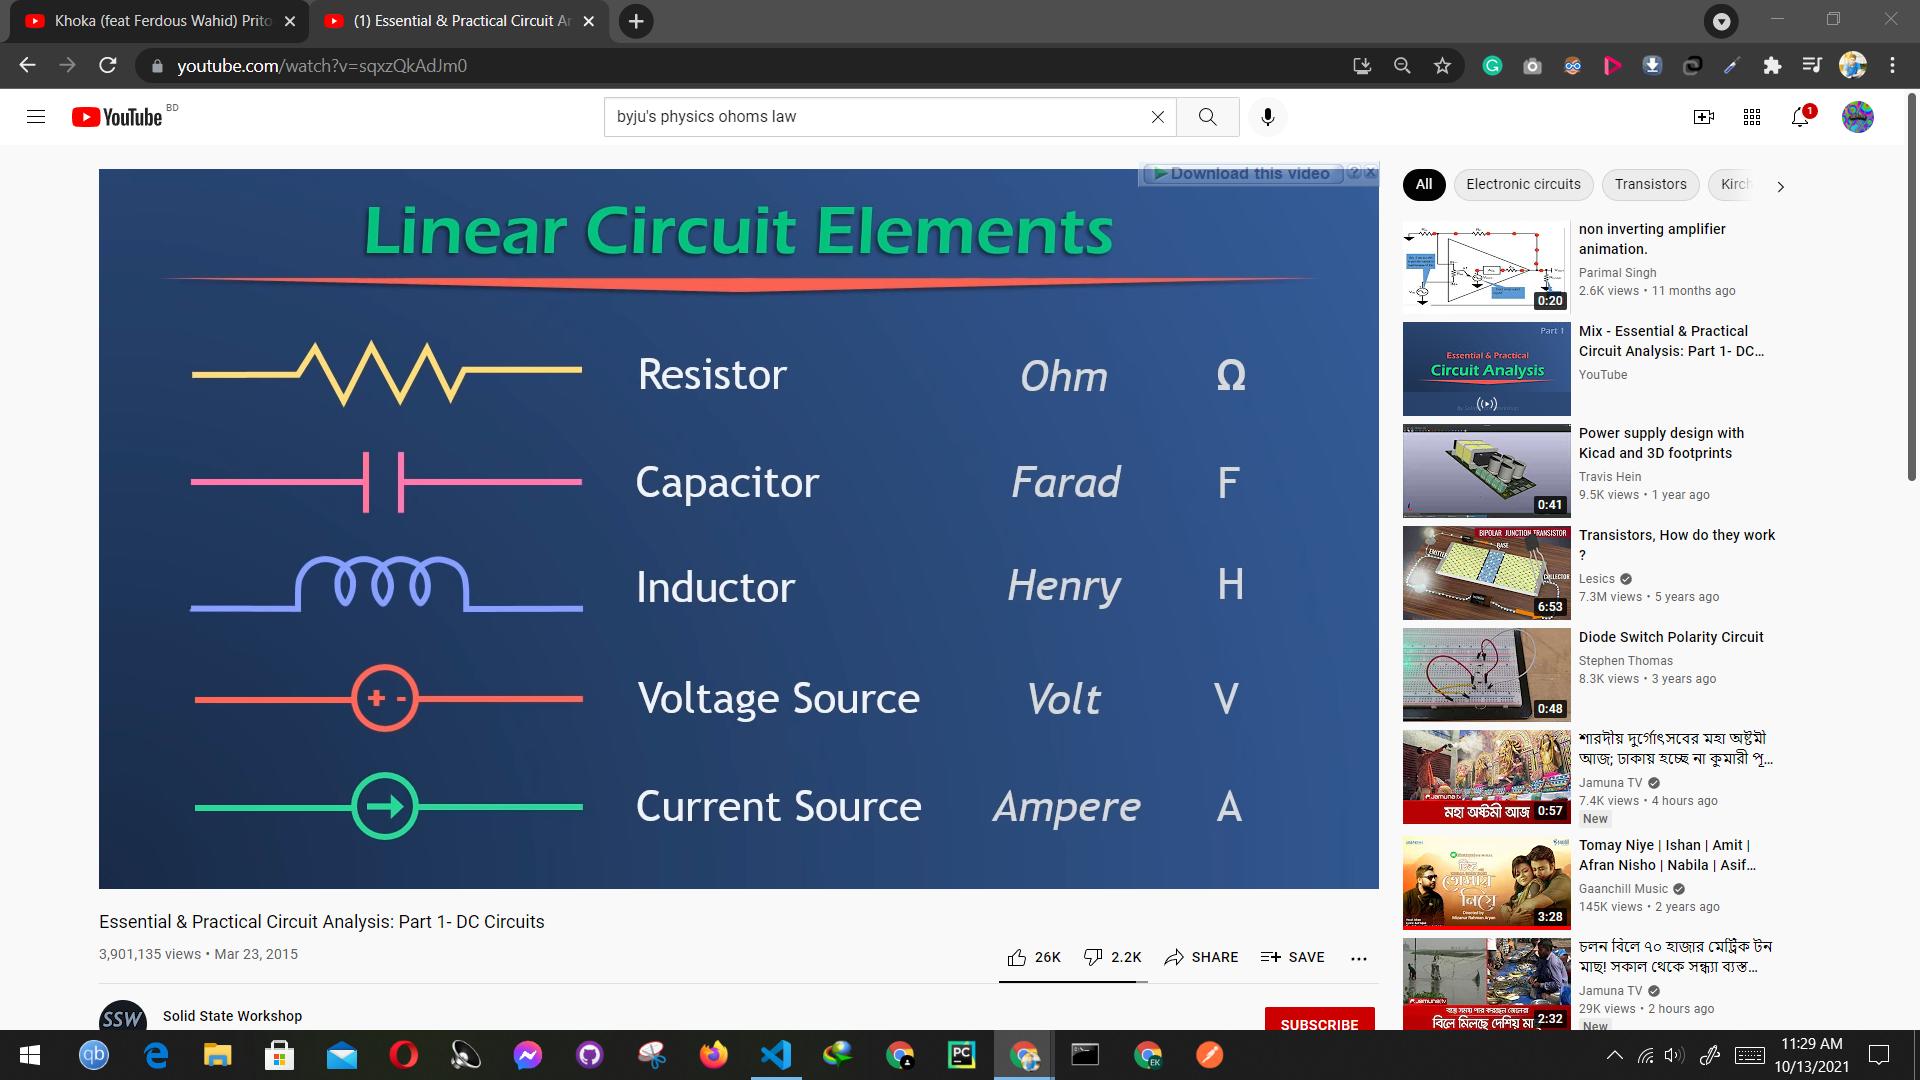 Khoka (feat Ferdous Wahid) Prito
(1) Essential & Practical Circuit An
youtube.com/watch?v=sqxzQkAdJm0
YouTube BD
byju's physics ohoms law
1
Download this video
Linear Circuit Elements
Resistor Ohm Ω
Capacitor Farad F
Inductor Henry H
+ -
Voltage Source Volt V
Current Source Ampere A
Essential & Practical Circuit Analysis: Part 1- DC Circuits
3,901,135 views • Mar 23, 2015
26K 2.2K SHARE SAVE
SSW
Solid State Workshop
SUBSCRIBE
All Electronic circuits Transistors Kirch
non inverting amplifier
animation.
Parimal Singh
2.6K views • 11 months ago
0:20
Part 1
Essential & Practical
Circuit Analysis
Mix - Essential & Practical
Circuit Analysis: Part 1- DC...
YouTube
Power supply design with
Kicad and 3D footprints
Travis Hein
9.5K views • 1 year ago
0:41
BIPOLAR JUNCTION TRANSISTOR
BASE
EMITTER
COLLECTOR
6:53
Transistors, How do they work
?
Lesics
7.3M views • 5 years ago
Diode Switch Polarity Circuit
Stephen Thomas
8.3K views • 3 years ago
0:48
শারদীয় দুর্গোৎসবের মহা অষ্টমী
আজ; ঢাকায় হচ্ছে না কুমারী পূ...
Jamuna TV
7.4K views • 4 hours ago
New
Jamuna TV
মহা অষ্টমী আজ
0:57
Tomay Niye | Ishan | Amit |
Afran Nisho | Nabila | Asif...
Gaanchill Music
145K views • 2 years ago
তোমায় নিয়ে
Directed by
3:28
চলন বিলে ৭০ হাজার মেট্রিক টন
মাছ! সকাল থেকে সন্ধ্যা ব্যস্ত...
Jamuna TV
29K views • 2 hours ago
New
Jamuna TV
বিলে মিলছে দেশিয় মা
2:32
qb
PC
EK
11:29 AM
10/13/2021